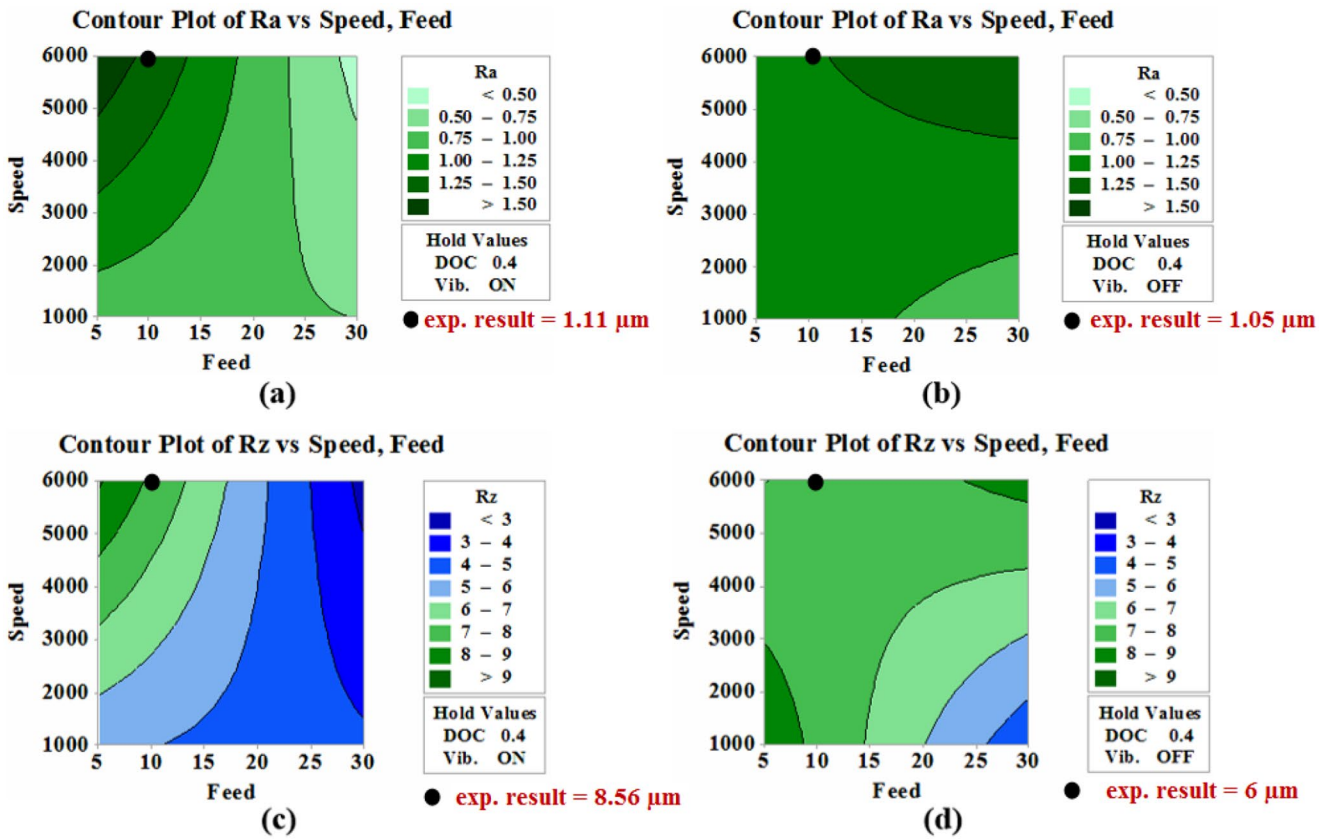 Contour Plot of Ra vs Speed, Feed
6000
5000
4000
3000
2000
1000
Speed
5 10 15 20 25 30
Feed
Ra
< 0.50
0.50 – 0.75
0.75 – 1.00
1.00 – 1.25
1.25 – 1.50
> 1.50
Hold Values
DOC 0.4
Vib. ON
exp. result = 1.11 μm
(a)
Contour Plot of Ra vs Speed, Feed
6000
5000
4000
3000
2000
1000
Speed
5 10 15 20 25 30
Feed
Ra
< 0.50
0.50 – 0.75
0.75 – 1.00
1.00 – 1.25
1.25 – 1.50
> 1.50
Hold Values
DOC 0.4
Vib. OFF
exp. result = 1.05 μm
(b)
Contour Plot of Rz vs Speed, Feed
6000
5000
4000
3000
2000
1000
Speed
5 10 15 20 25 30
Feed
Rz
< 3
3 – 4
4 – 5
5 – 6
6 – 7
7 – 8
8 – 9
> 9
Hold Values
DOC 0.4
Vib. ON
exp. result = 8.56 μm
(c)
Contour Plot of Rz vs Speed, Feed
6000
5000
4000
3000
2000
1000
Speed
5 10 15 20 25 30
Feed
Rz
< 3
3 – 4
4 – 5
5 – 6
6 – 7
7 – 8
8 – 9
> 9
Hold Values
DOC 0.4
Vib. OFF
exp. result = 6 μm
(d)